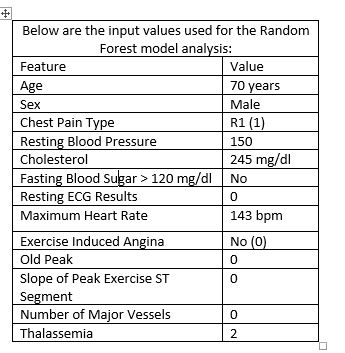 Below are the input values used for the Random
Forest model analysis:
Feature Value
Age 70 years
Sex Male
Chest Pain Type R1 (1)
Resting Blood Pressure 150
Cholesterol 245 mg/dl
Fasting Blood Sugar > 120 mg/dl No
Resting ECG Results 0
Maximum Heart Rate 143 bpm
Exercise Induced Angina No (0)
Old Peak 0
Slope of Peak Exercise ST 0
Segment
Number of Major Vessels 0
Thalassemia 2